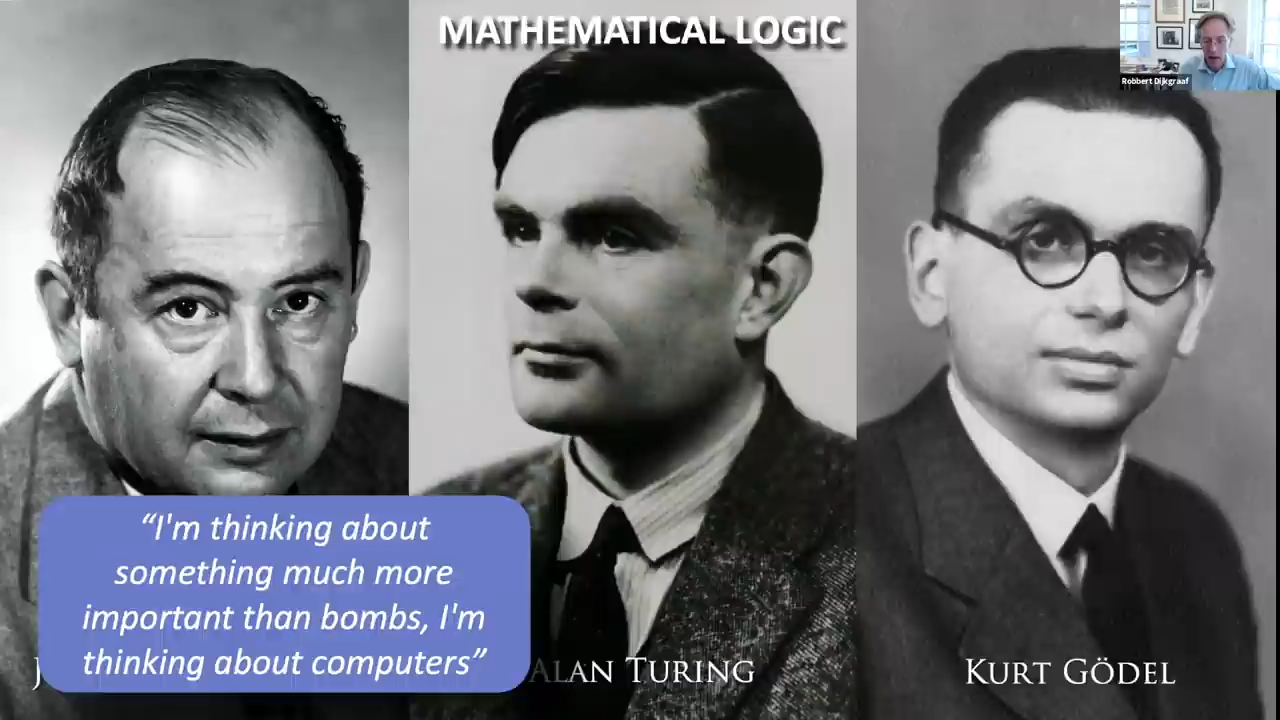 MATHEMATICAL LOGIC
Robbert Dijkgraaf
“I'm thinking about
something much more
important than bombs, I'm
thinking about computers”
J
ALAN TURING
KURT GÖDEL